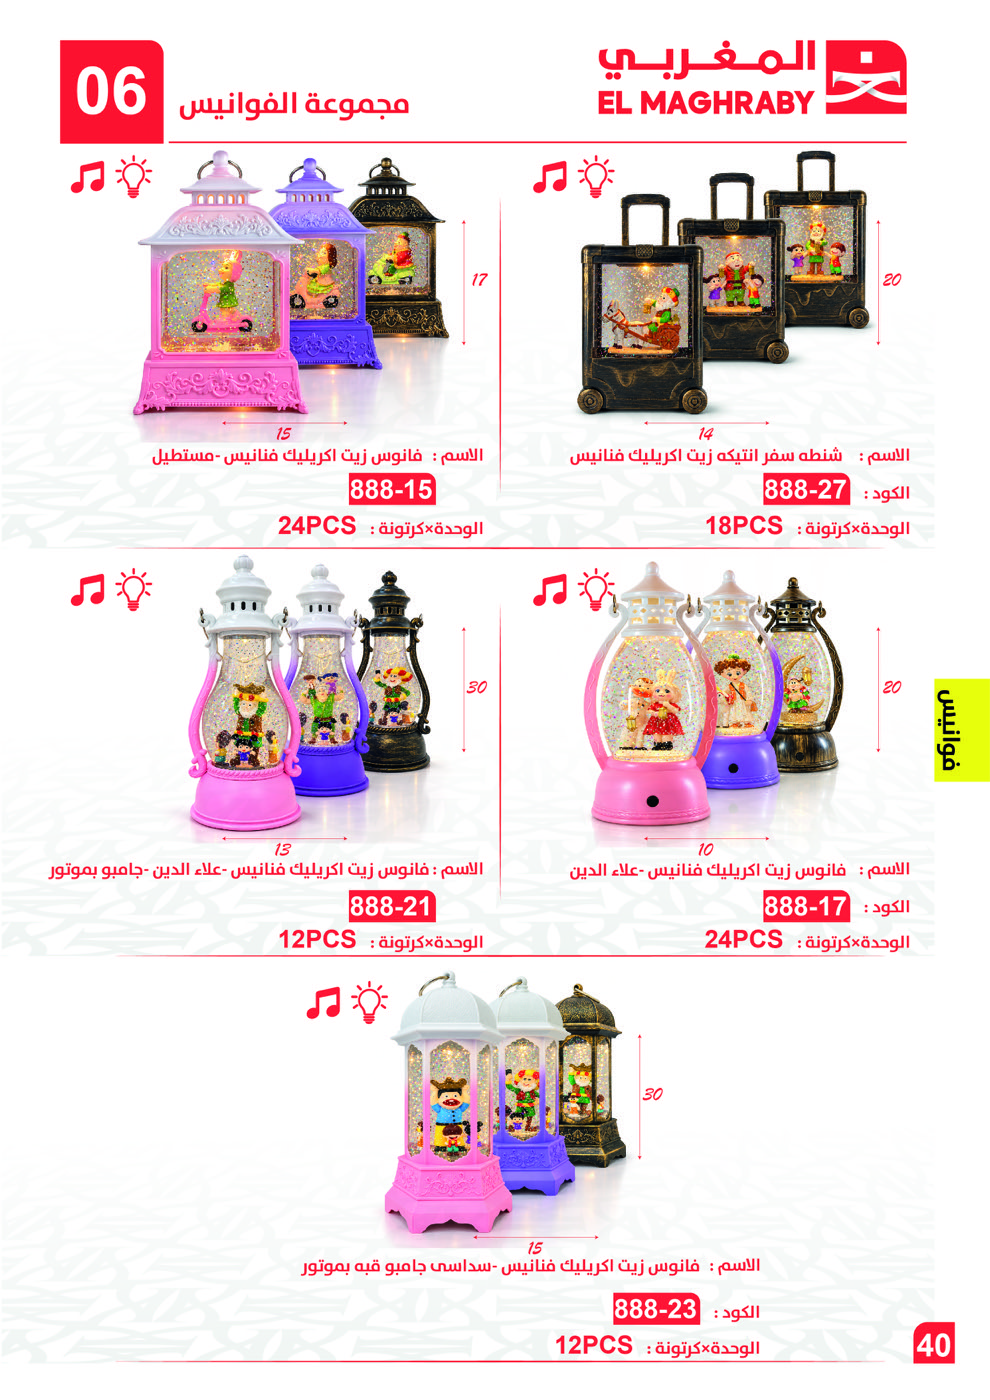 المغربي
EL MAGHRABY
مجموعة الفوانيس
06
20
14
الاسم : شنطه سفر انتيكه زيت اكريليك فنانيس
الكود : 888-27
الوحدة×كرتونة : 18PCS
17
15
الاسم : فانوس زيت اكريليك فنانيس -مستطيل
888-15
الوحدة×كرتونة : 24PCS
20
10
الاسم : فانوس زيت اكريليك فنانيس -علاء الدين
الكود : 888-17
الوحدة×كرتونة : 24PCS
30
13
الاسم : فانوس زيت اكريليك فنانيس -علاء الدين -جامبو بموتور
888-21
الوحدة×كرتونة : 12PCS
فوانيس
30
15
الاسم : فانوس زيت اكريليك فنانيس -سداسى جامبو قبه بموتور
الكود : 888-23
الوحدة×كرتونة : 12PCS
40